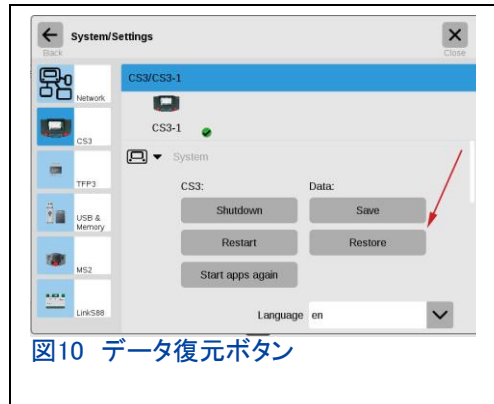 System/Settings
Back
Close
CS3/CS3-1
Network
CS3-1
CS3
System
TFP3
CS3:
Data:
Shutdown
Save
USB &
Memory
Restart
Restore
MS2
Start apps again
LinkS88
Language
en
図10 データ復元ボタン